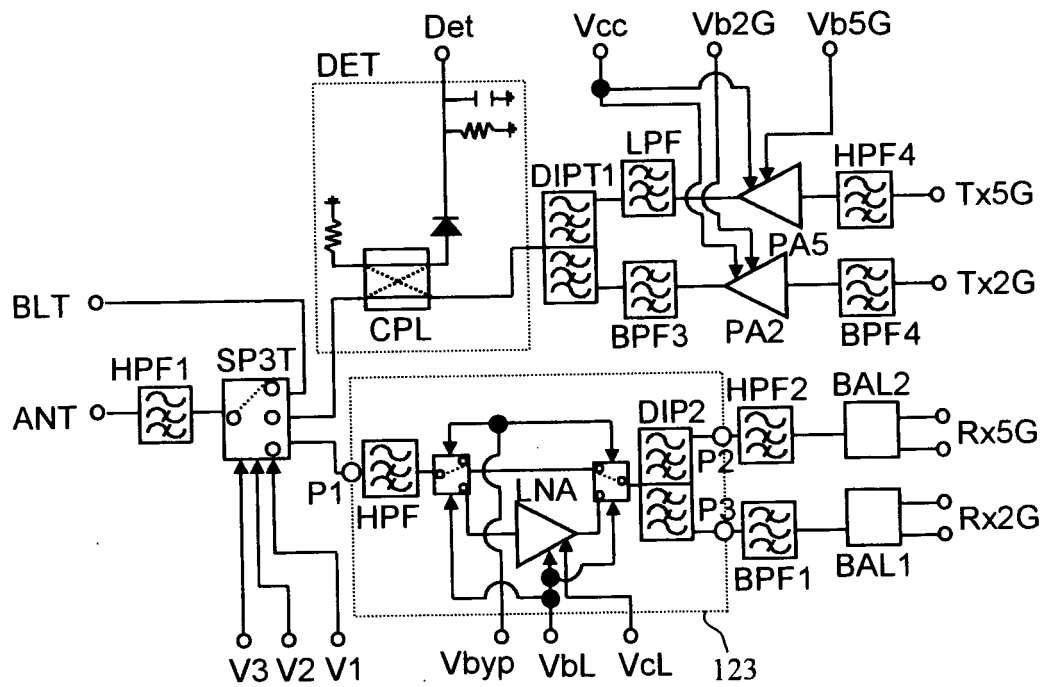 Det
Vcc
Vb2G
Vb5G
DET
LPF
HPF4
DIPT1
Tx5G
PA5
Tx2G
BLT
CPL
BPF3
PA2
BPF4
HPF1
SP3T
ANT
HPF2
BAL2
DIP2
P2
Rx5G
P1
HPF
LNA
P3
Rx2G
BPF1
BAL1
V3
V2
V1
Vbyp
VbL
VcL
123